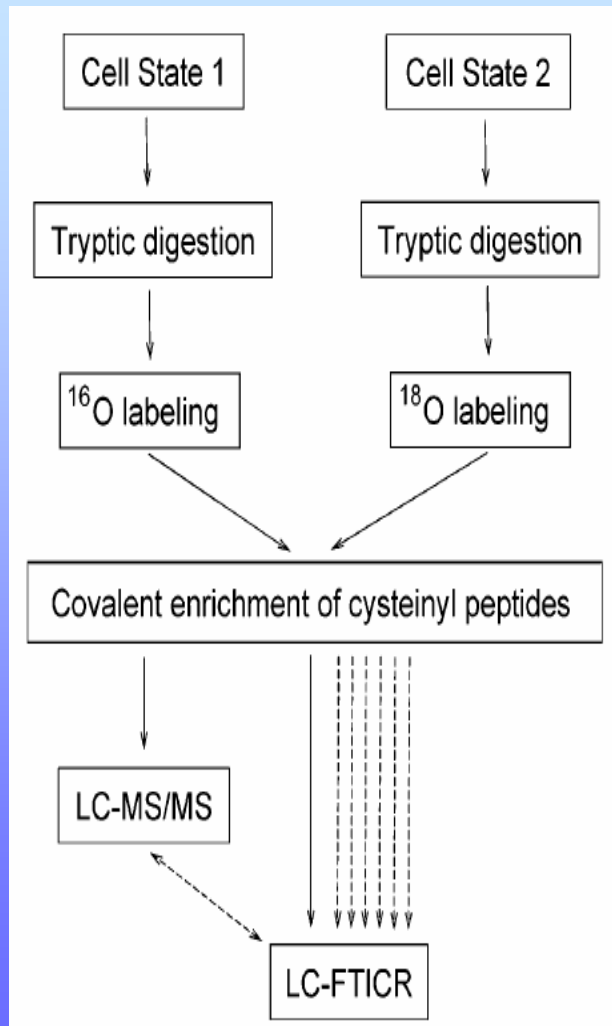 Cell State 1
Cell State 2
Tryptic digestion
Tryptic digestion
¹⁶O labeling
¹⁸O labeling
Covalent enrichment of cysteinyl peptides
LC-MS/MS
LC-FTICR